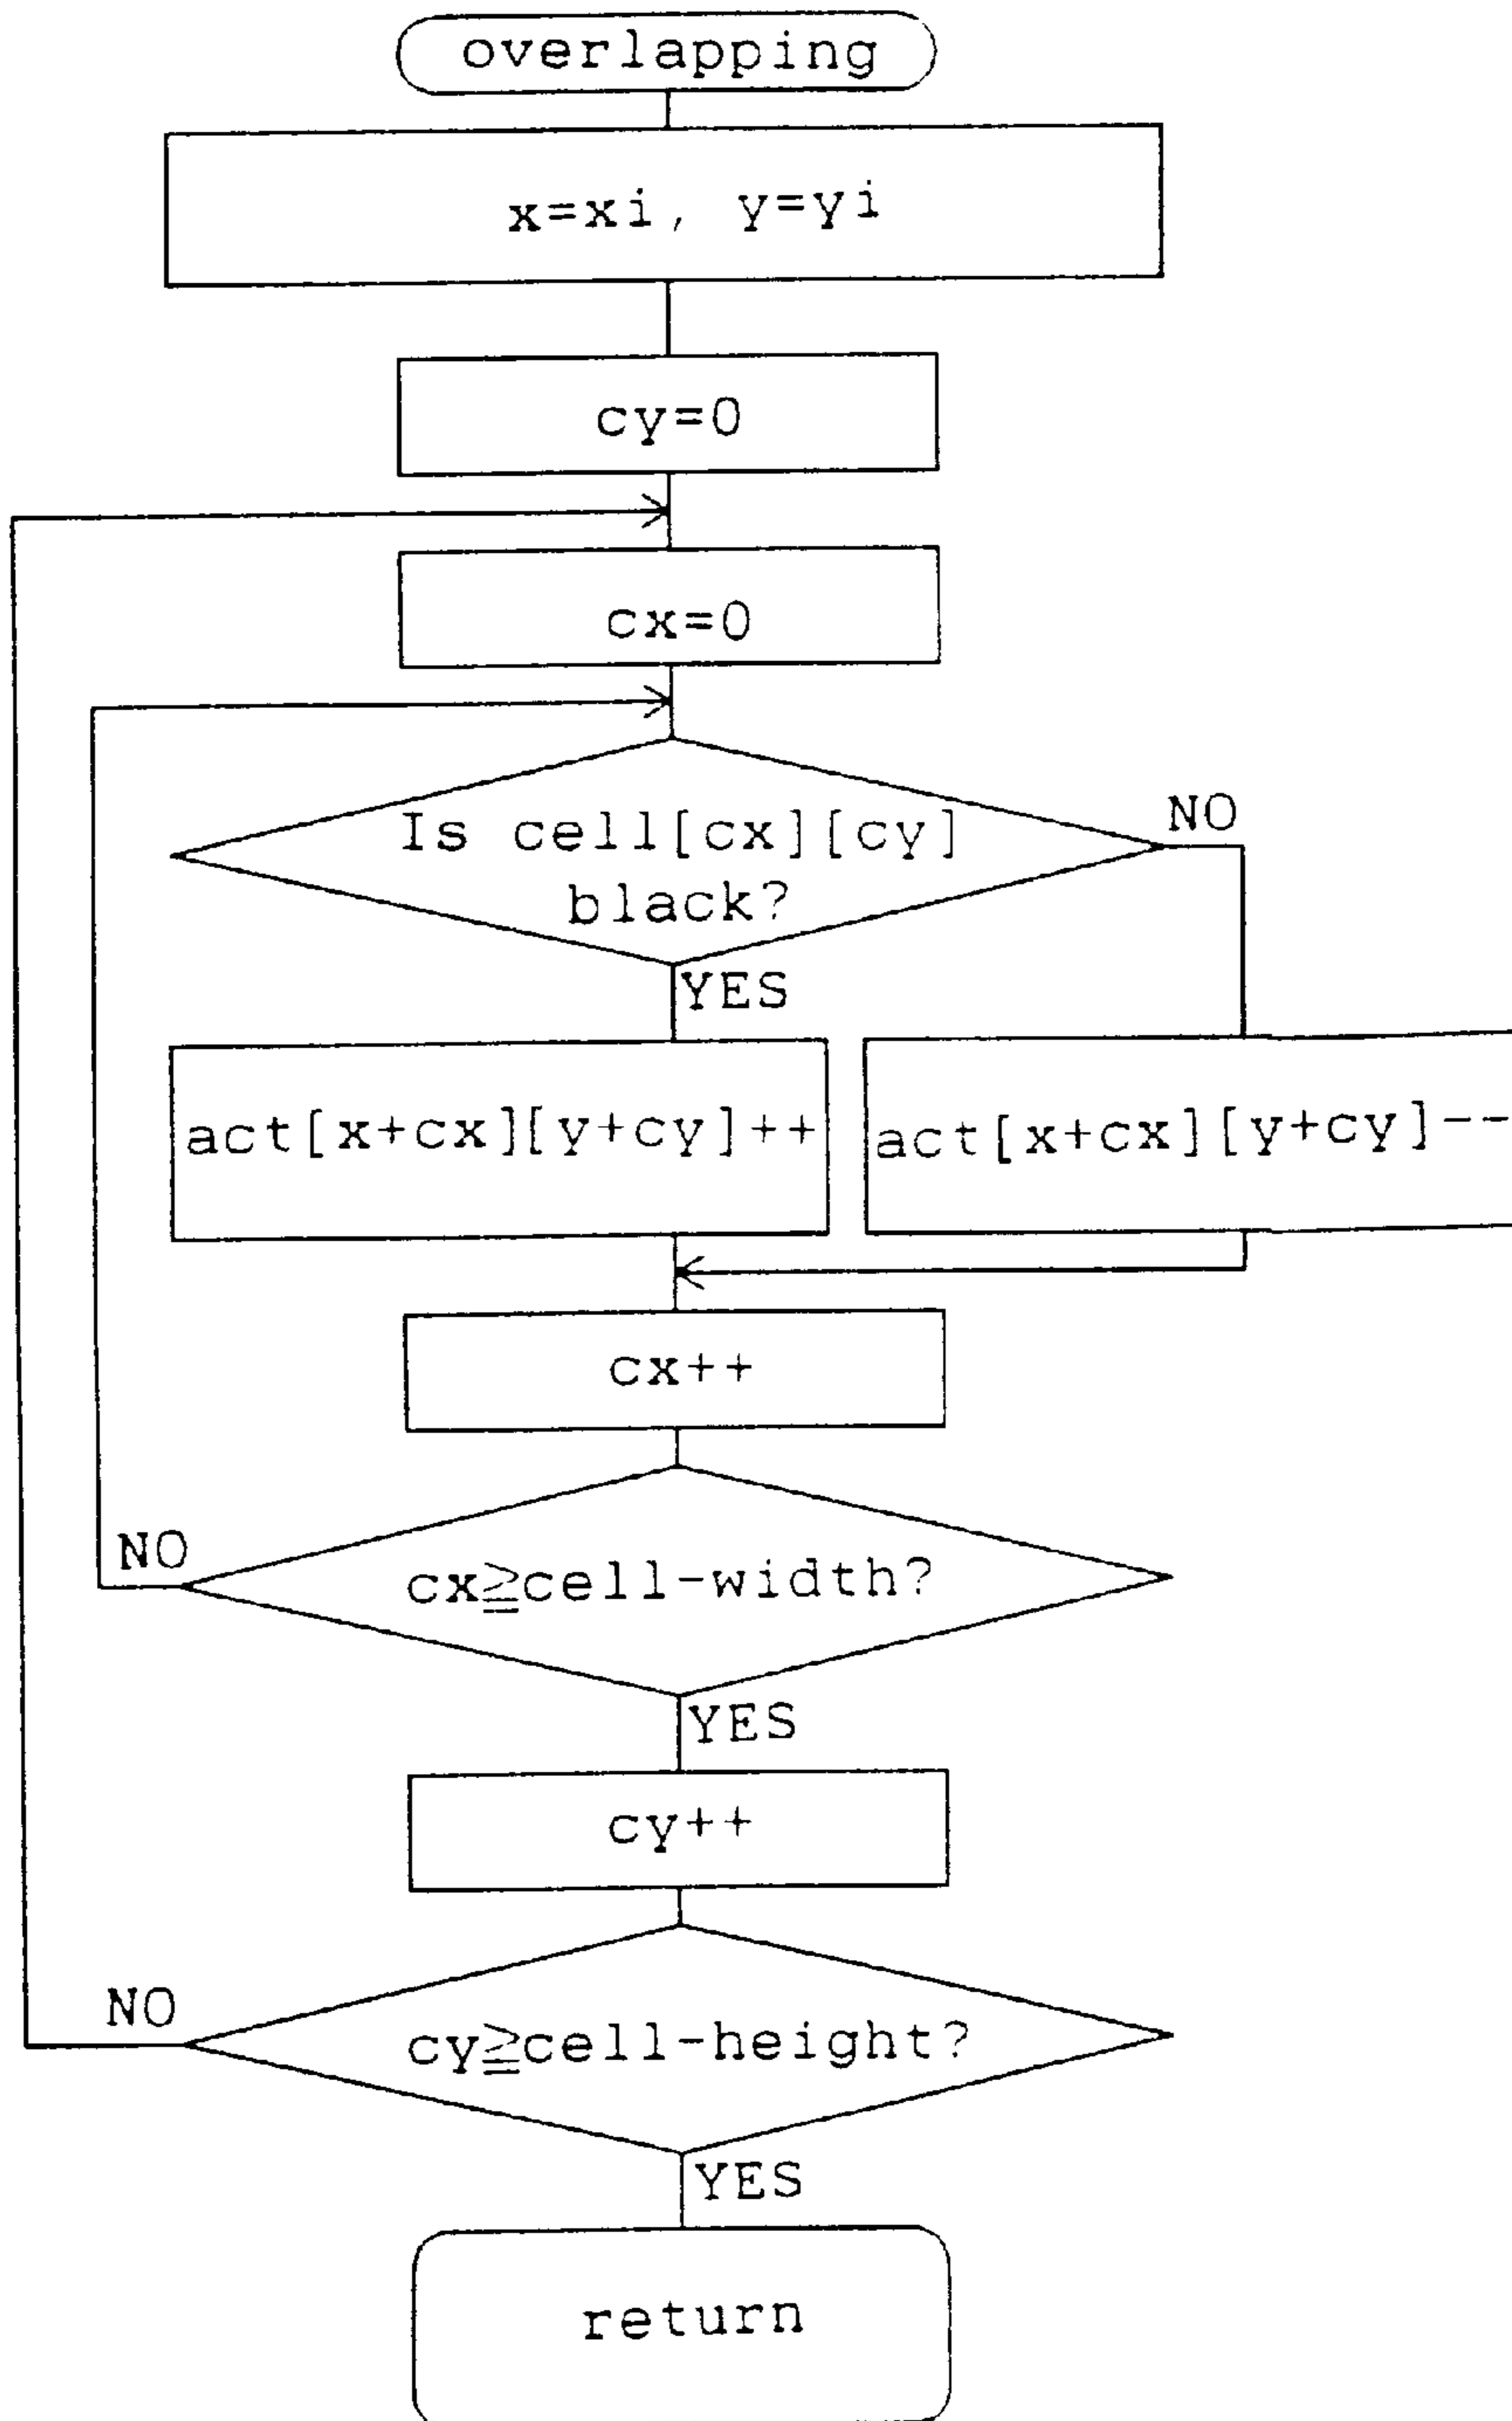 overlapping
x=xi, y=yi
cy=0
cx=0
Is cell[cx][cy]
black?
NO
YES
act[x+cx][y+cy]++
act[x+cx][y+cy]--
cx++
NO
cx≧cell-width?
YES
cy++
NO
cy≧cell-height?
YES
return